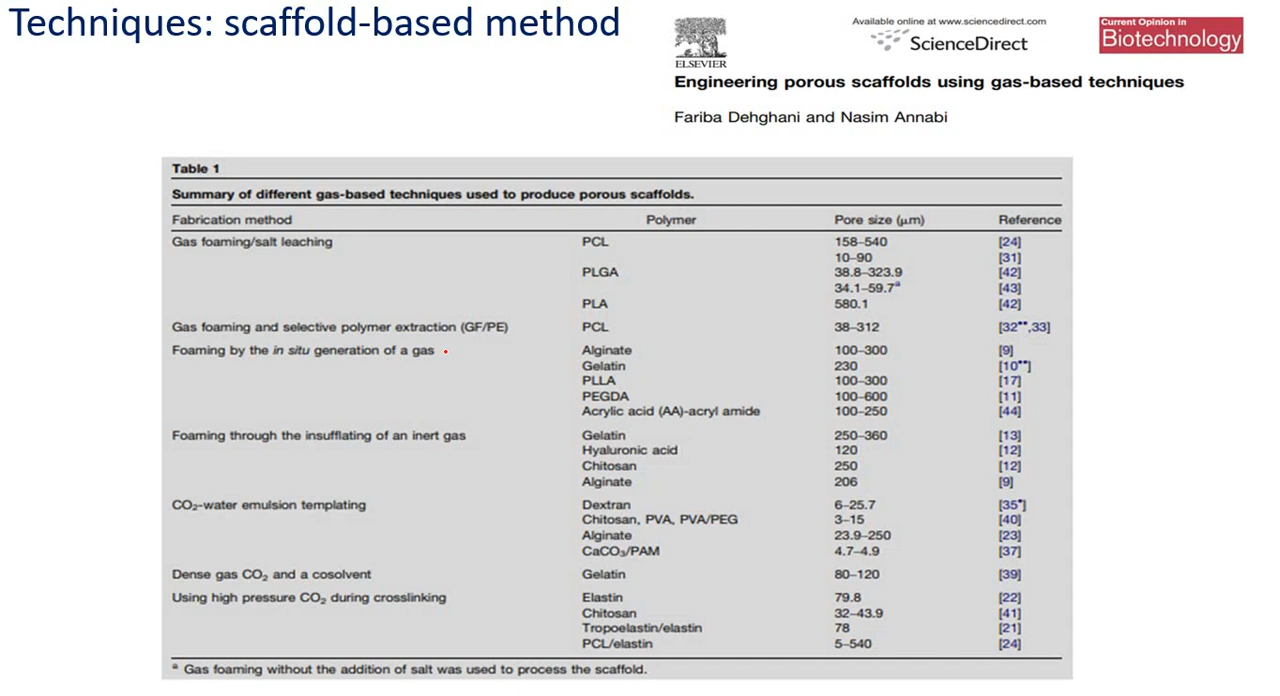 Techniques: scaffold-based method
ELSEVIER
Available online at www.sciencedirect.com
ScienceDirect
Current Opinion in
Biotechnology
Engineering porous scaffolds using gas-based techniques
Fariba Dehghani and Nasim Annabi
Table 1
Summary of different gas-based techniques used to produce porous scaffolds.
Fabrication method Polymer Pore size (μm) Reference
Gas foaming/salt leaching PCL 158–540 [24]
10–90 [31]
PLGA 38.8–323.9 [42]
34.1–59.7ᵃ [43]
PLA 580.1 [42]
Gas foaming and selective polymer extraction (GF/PE) PCL 38–312 [32••,33]
Foaming by the in situ generation of a gas Alginate 100–300 [9]
Gelatin 230 [10••]
PLLA 100–300 [17]
PEGDA 100–600 [11]
Acrylic acid (AA)-acryl amide 100–250 [44]
Foaming through the insufflating of an inert gas Gelatin 250–360 [13]
Hyaluronic acid 120 [12]
Chitosan 250 [12]
Alginate 206 [9]
CO₂-water emulsion templating Dextran 6–25.7 [35•]
Chitosan, PVA, PVA/PEG 3–15 [40]
Alginate 23.9–250 [23]
CaCO₃/PAM 4.7–4.9 [37]
Dense gas CO₂ and a cosolvent Gelatin 80–120 [39]
Using high pressure CO₂ during crosslinking Elastin 79.8 [22]
Chitosan 32–43.9 [41]
Tropoelastin/elastin 78 [21]
PCL/elastin 5–540 [24]
ᵃ Gas foaming without the addition of salt was used to process the scaffold.